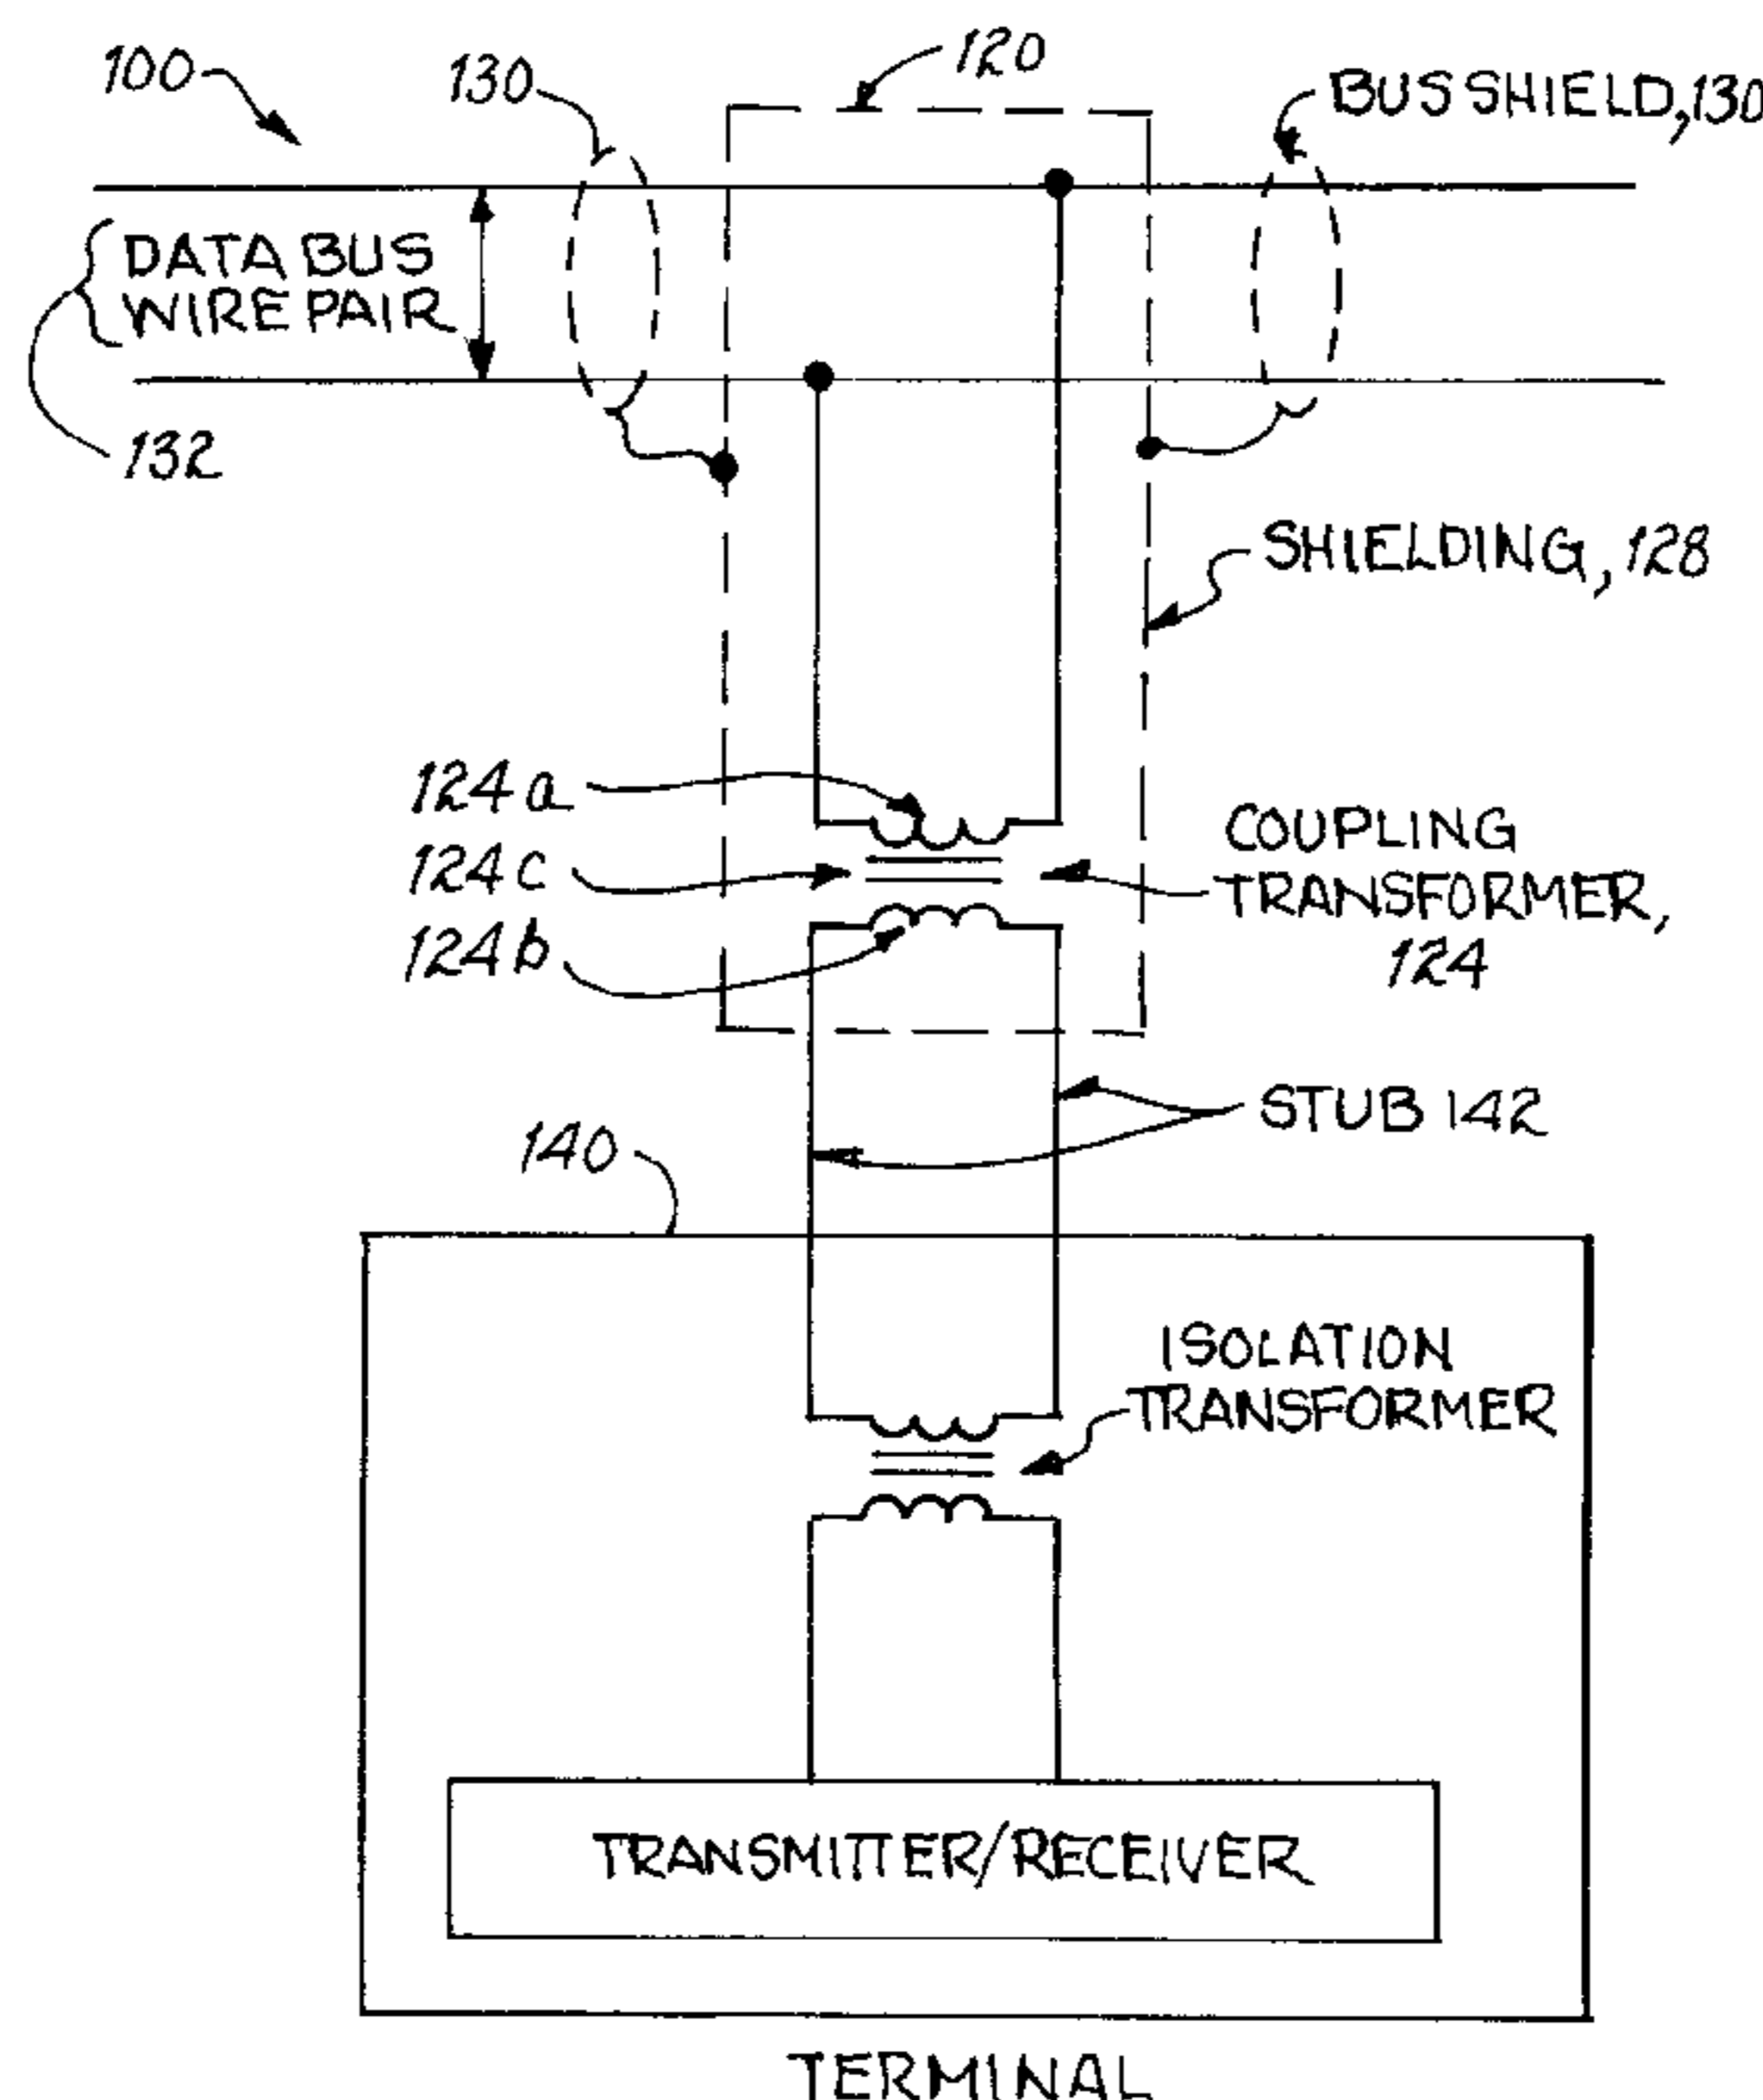 100
130
120
BUS SHIELD, 130
DATA BUS
WIRE PAIR
132
SHIELDING, 128
124a
124c
124b
COUPLING
TRANSFORMER,
124
STUB 142
140
ISOLATION
TRANSFORMER
TRANSMITTER/RECEIVER
TERMINAL